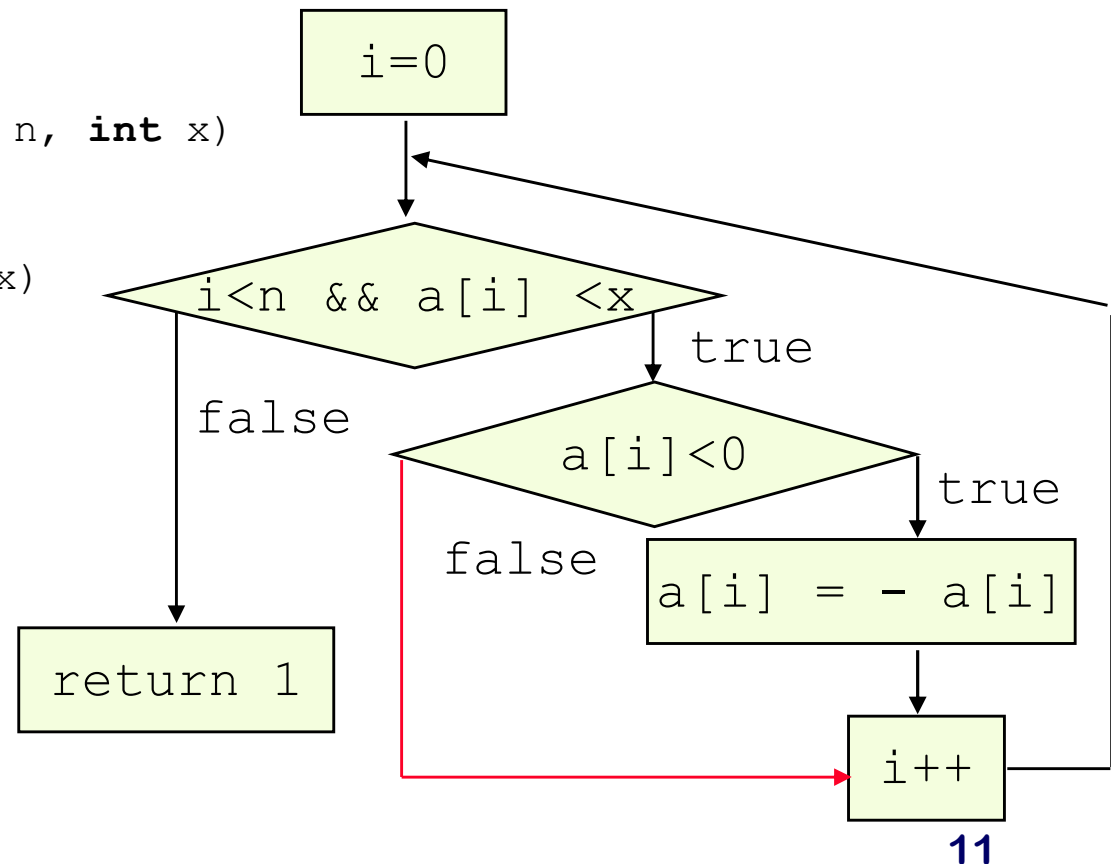 i=0
n, int x)
x)
i<n && a[i] <x
true
false
a[i]<0
true
false
a[i] = - a[i]
return 1
i++
11